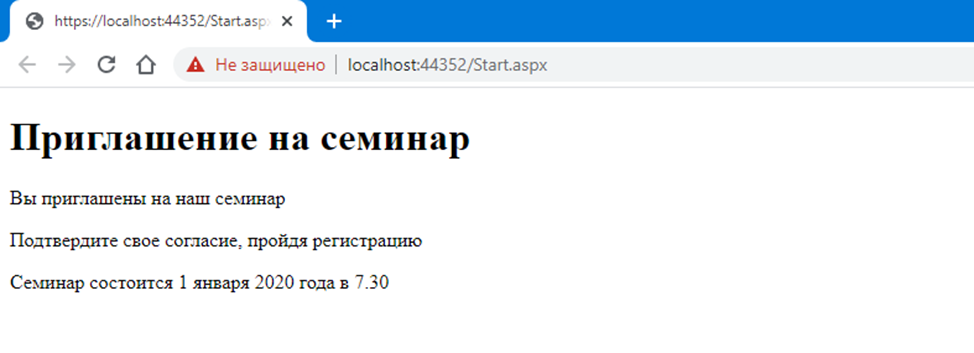 https://localhost:44352/Start.asp
Не защищено | localhost:44352/Start.aspx
Приглашение на семинар
Вы приглашены на наш семинар
Подтвердите свое согласие, пройдя регистрацию
Семинар состоится 1 января 2020 года в 7.30